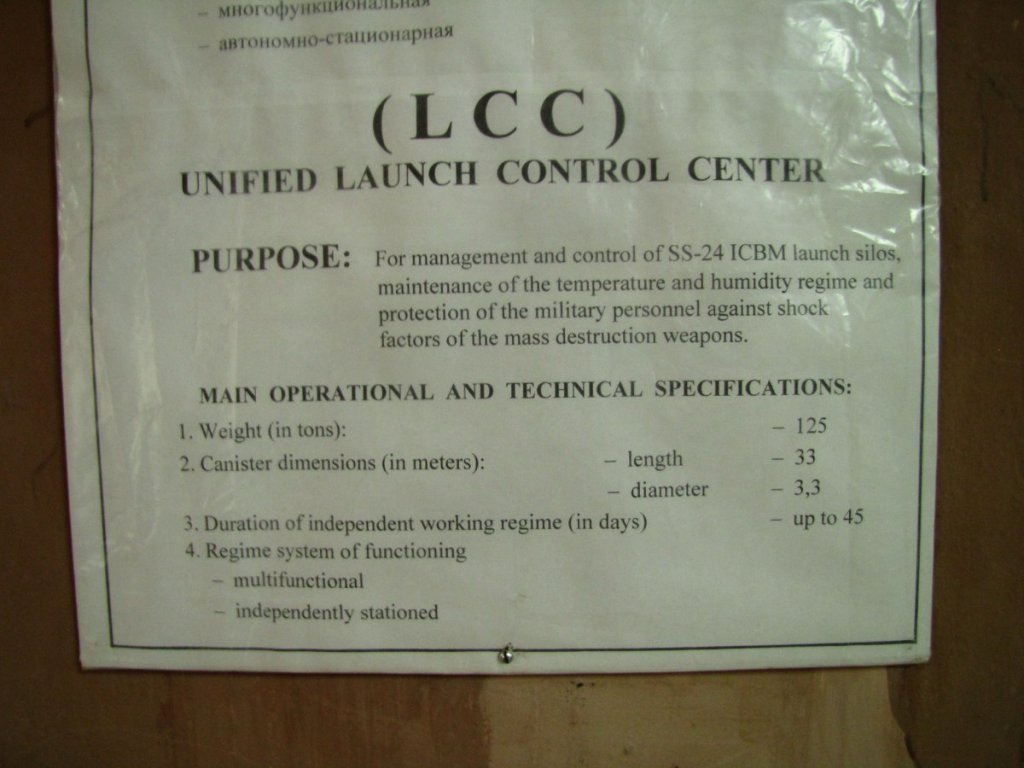 – многофункциональная
– автономно-стационарная
( L C C )
UNIFIED LAUNCH CONTROL CENTER
PURPOSE: For management and control of SS-24 ICBM launch silos,
maintenance of the temperature and humidity regime and
protection of the military personnel against shock
factors of the mass destruction weapons.
MAIN OPERATIONAL AND TECHNICAL SPECIFICATIONS:
1. Weight (in tons): – 125
2. Canister dimensions (in meters): – length – 33
– diameter – 3,3
3. Duration of independent working regime (in days) – up to 45
4. Regime system of functioning
– multifunctional
– independently stationed